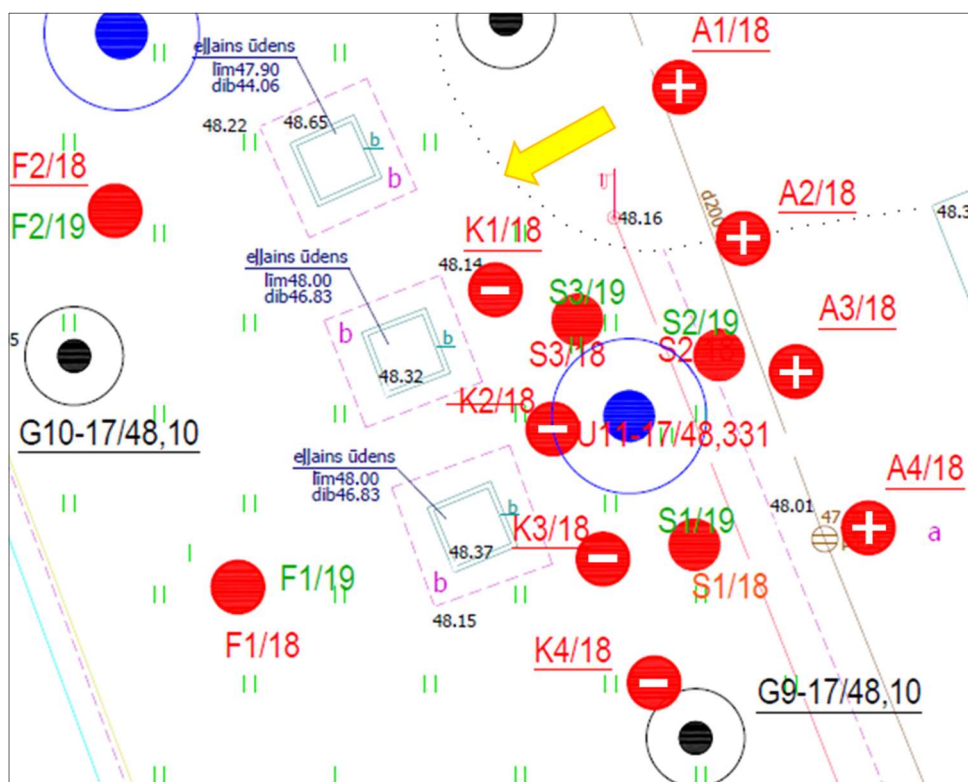 A1/18
eļļains ūdens
līm47.90
dib44.06
48.22
48.65
b
b
F2/18
F2/19
A2/18
48.16
d200
48.3
K1/18
48.14
eļļains ūdens
līm48.00
dib46.83
b
b
48.32
S3/19
S3/18
S2/19
A3/18
5
G10-17/48,10
K2/18
U11-17/48,331
eļļains ūdens
līm48.00
dib46.83
b
b
48.37
48.15
K3/18
S1/19
S1/18
48.01
47
A4/18
a
F1/19
F1/18
K4/18
G9-17/48,10